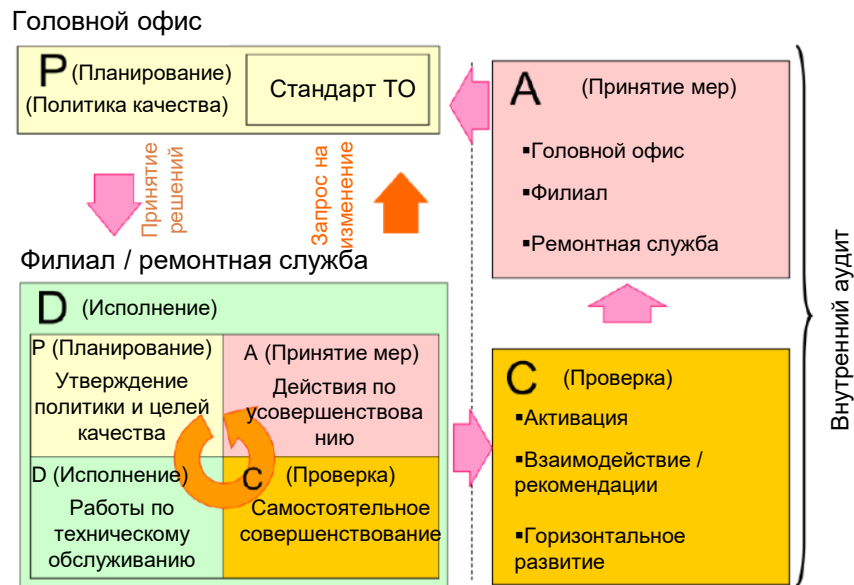 Головной офис
P (Планирование)
(Политика качества)
Стандарт ТО
Принятие
решений
Запрос на
изменение
Филиал / ремонтная служба
D (Исполнение)
P (Планирование)
Утверждение
политики и целей
качества
A (Принятие мер)
Действия по
усовершенствова
нию
D (Исполнение)
Работы по
техническому
обслуживанию
C (Проверка)
Самостоятельное
совершенствование
A (Принятие мер)
▪Головной офис
▪Филиал
▪Ремонтная служба
C (Проверка)
▪Активация
▪Взаимодействие /
рекомендации
▪Горизонтальное
развитие
Внутренний аудит